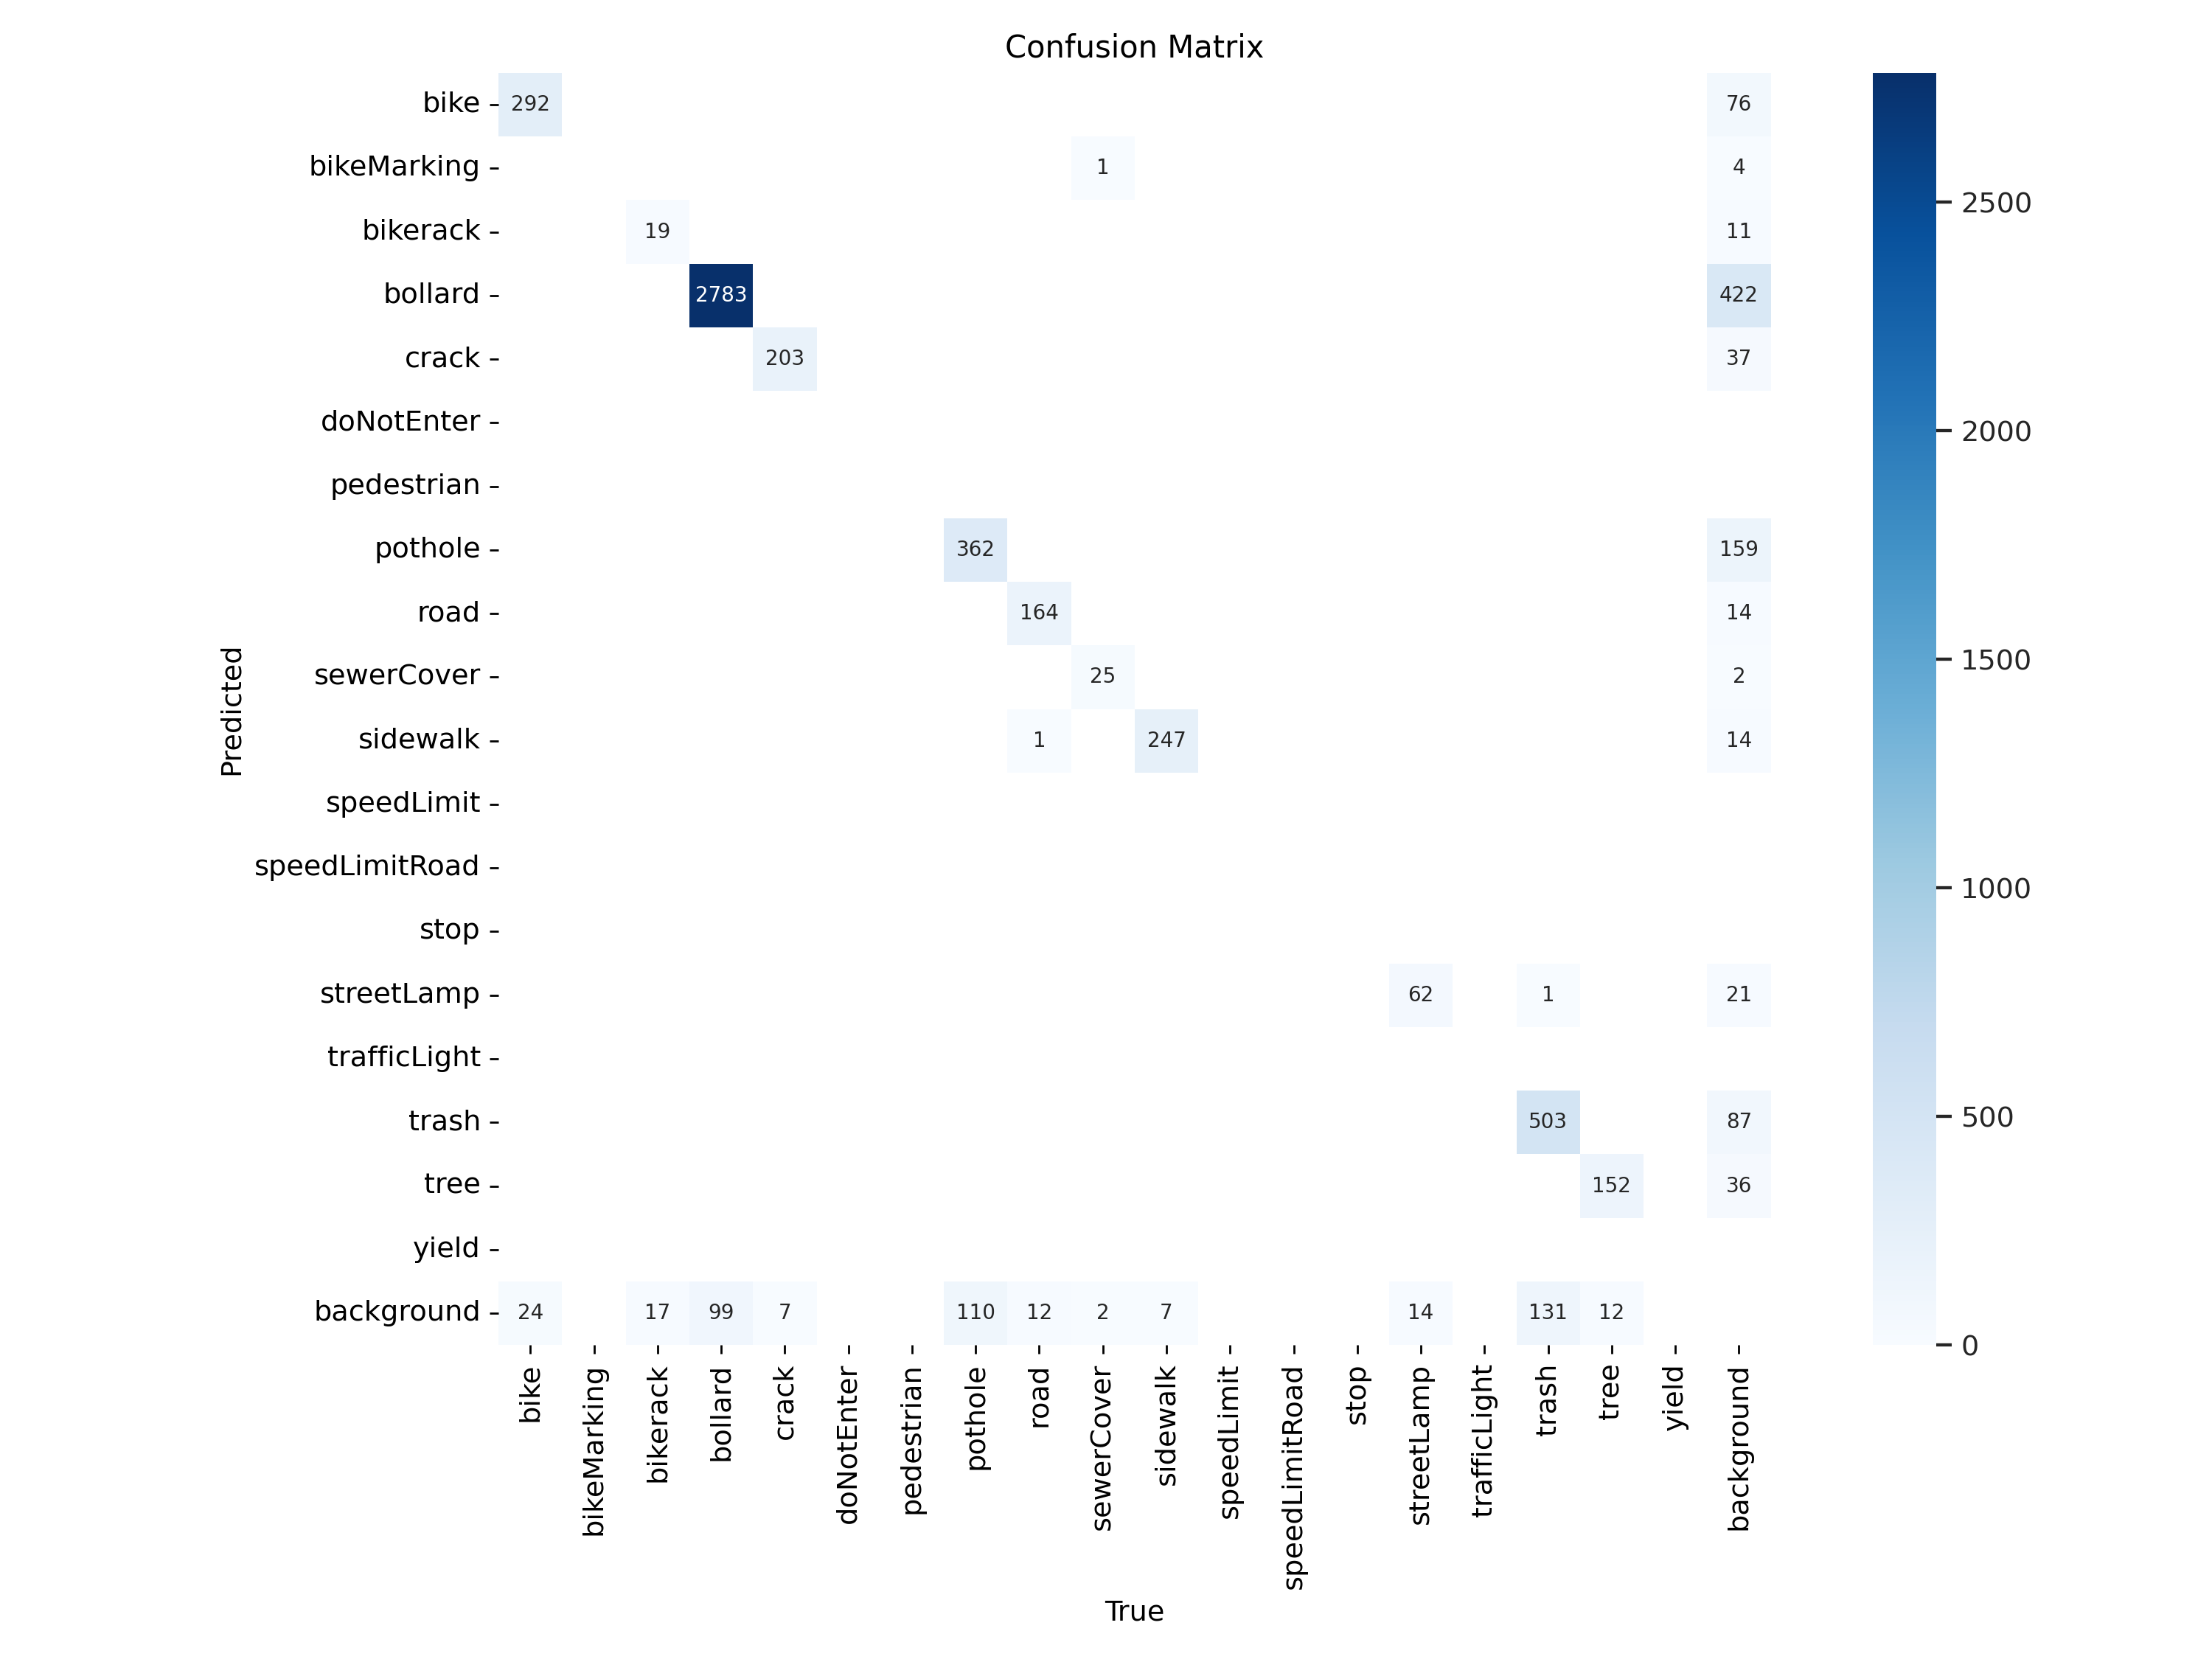 Confusion Matrix
bike 292 76
bikeMarking 1 4
bikerack 19 11
bollard 2783 422
crack 203 37
doNotEnter
pedestrian
pothole 362 159
road 164 14
sewerCover 25 2
sidewalk 1 247 14
speedLimit
speedLimitRoad
stop
streetLamp 62 1 21
trafficLight
trash 503 87
tree 152 36
yield
background 24 17 99 7 110 12 2 7 14 131 12
Predicted
bike bikeMarking bikerack bollard crack doNotEnter pedestrian pothole road sewerCover sidewalk speedLimit speedLimitRoad stop streetLamp trafficLight trash tree yield background
True
2500
2000
1500
1000
500
0